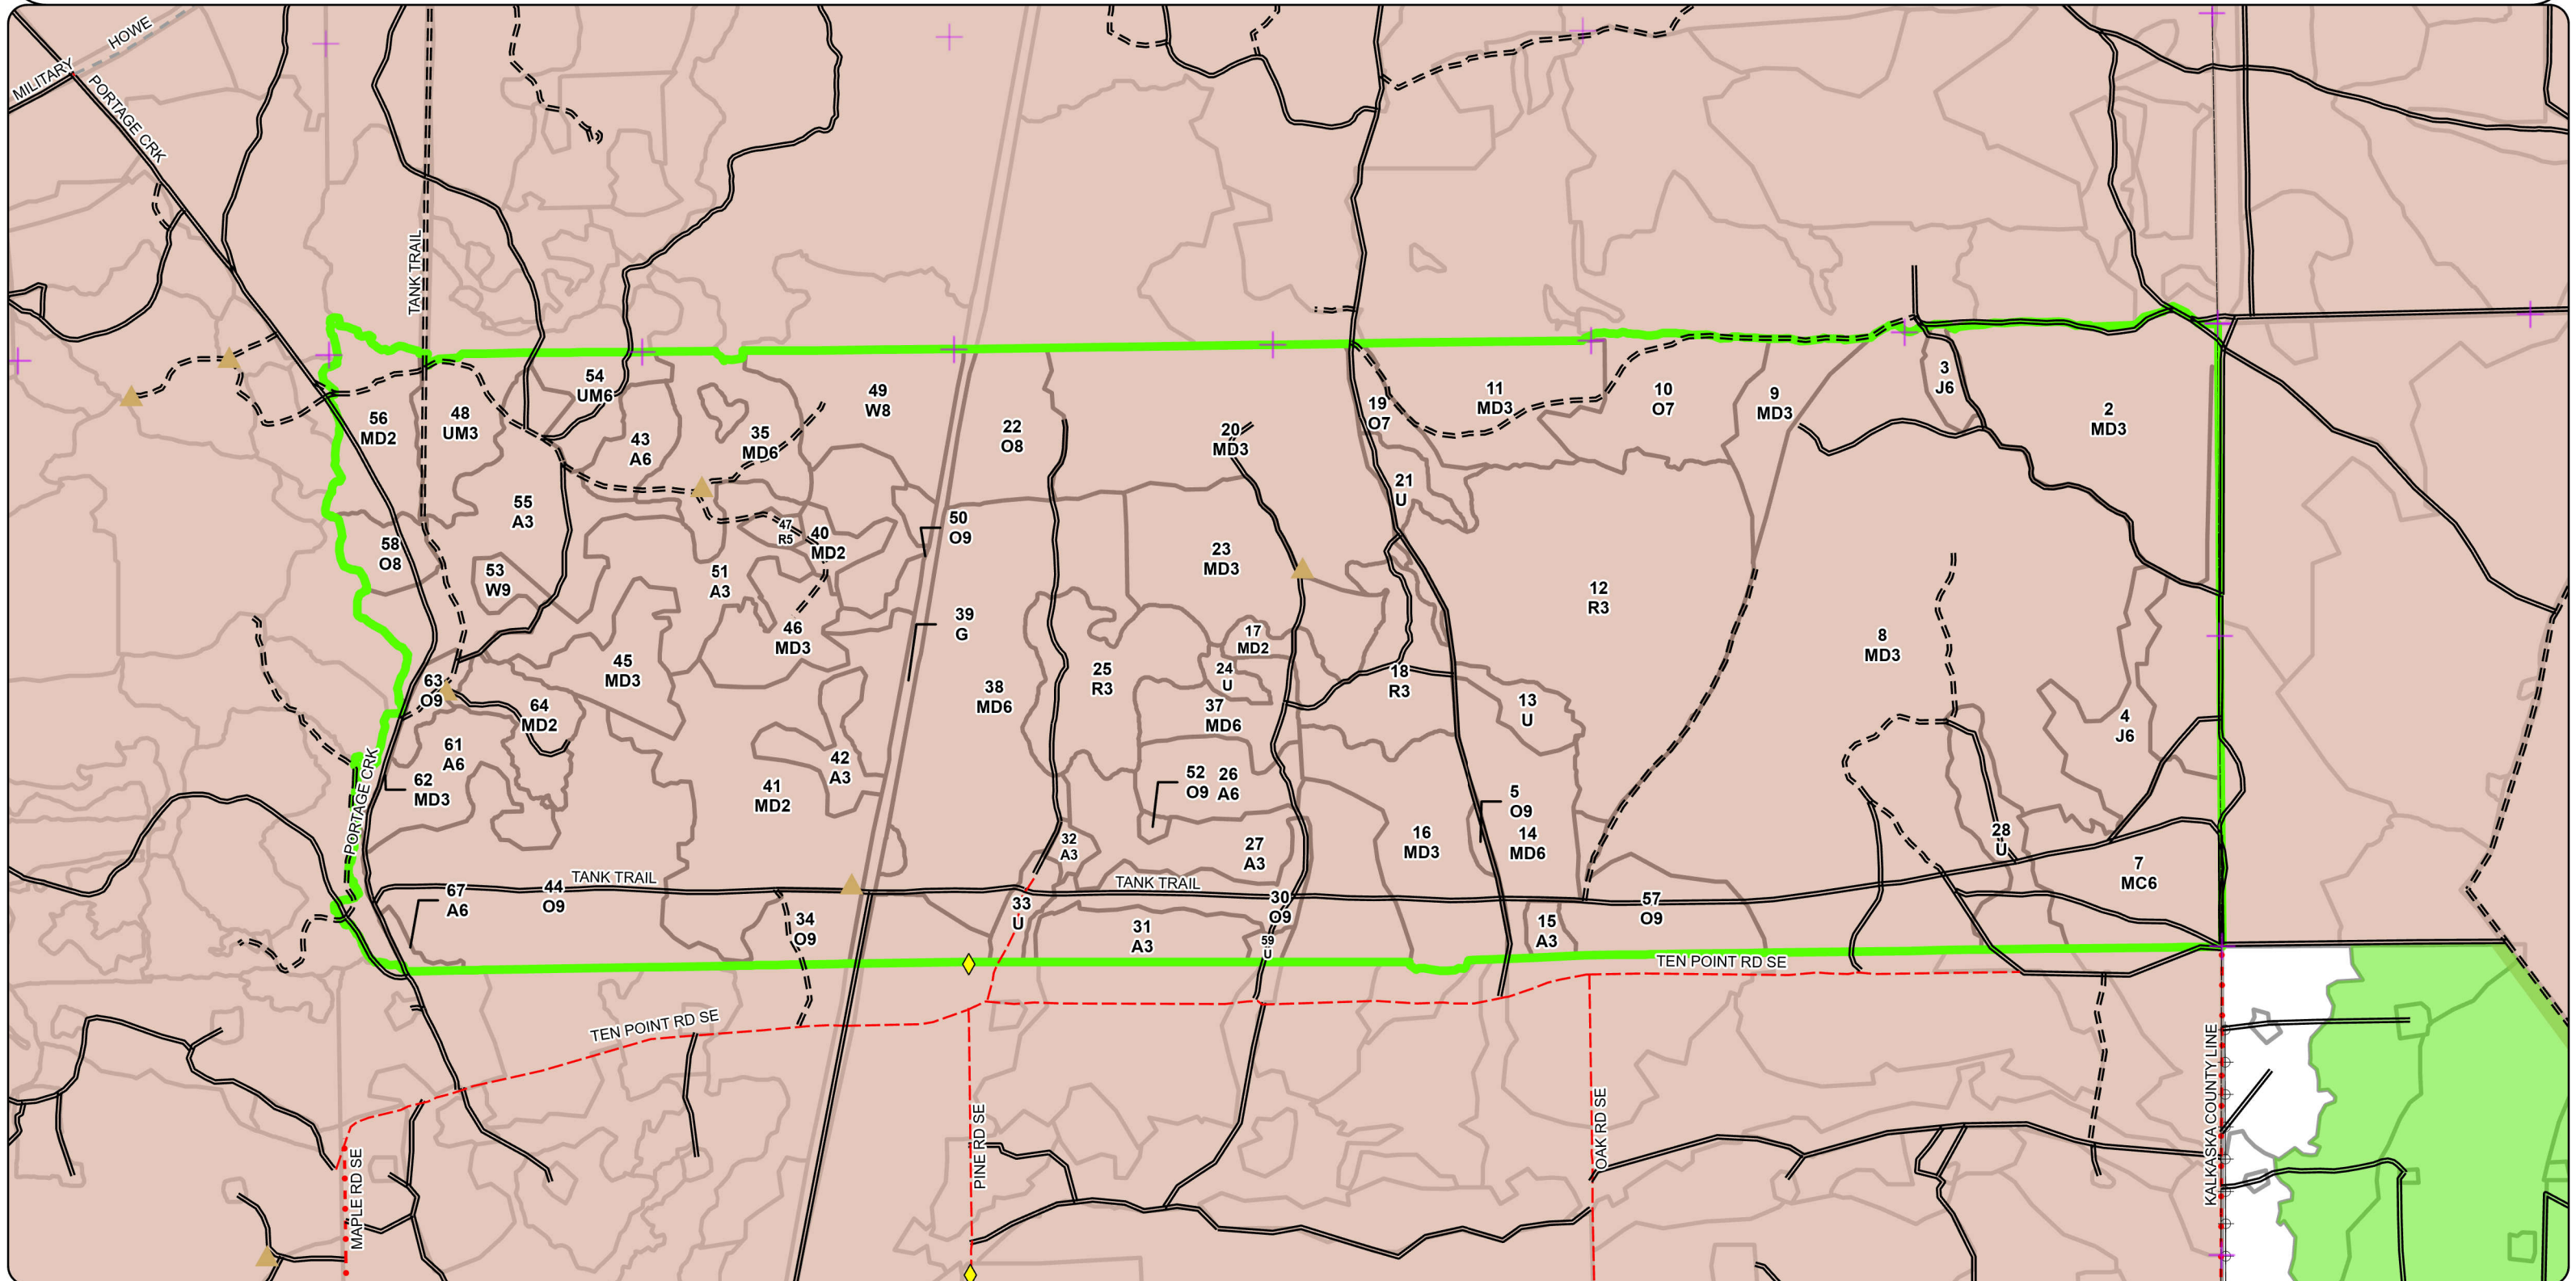 HOWE
MILITARY
PORTAGE CRK
TANK TRAIL
54
UM6
49
W8
3
J6
56
MD2
48
UM3
43
A6
35
MD6
22
O8
20
MD3
19
O7
11
MD3
10
O7
9
MD3
2
MD3
55
A3
21
U
58
O8
47
R5
40
MD2
50
O9
23
MD3
53
W9
51
A3
12
R3
46
MD3
39
G
17
MD2
8
MD3
45
MD3
63
O9
64
MD2
38
MD6
25
R3
24
U
18
R3
37
MD6
13
U
4
J6
61
A6
62
MD3
42
A3
41
MD2
52
O9
26
A6
5
O9
14
MD6
16
MD3
28
U
32
A3
27
A3
7
MC6
PORTAGE CRK
TANK TRAIL
TANK TRAIL
67
A6
44
O9
34
O9
33
U
31
A3
30
O9
59
U
15
A3
57
O9
TEN POINT RD SE
TEN POINT RD SE
MAPLE RD SE
PINE RD SE
OAK RD SE
KALKASKA COUNTY LINE